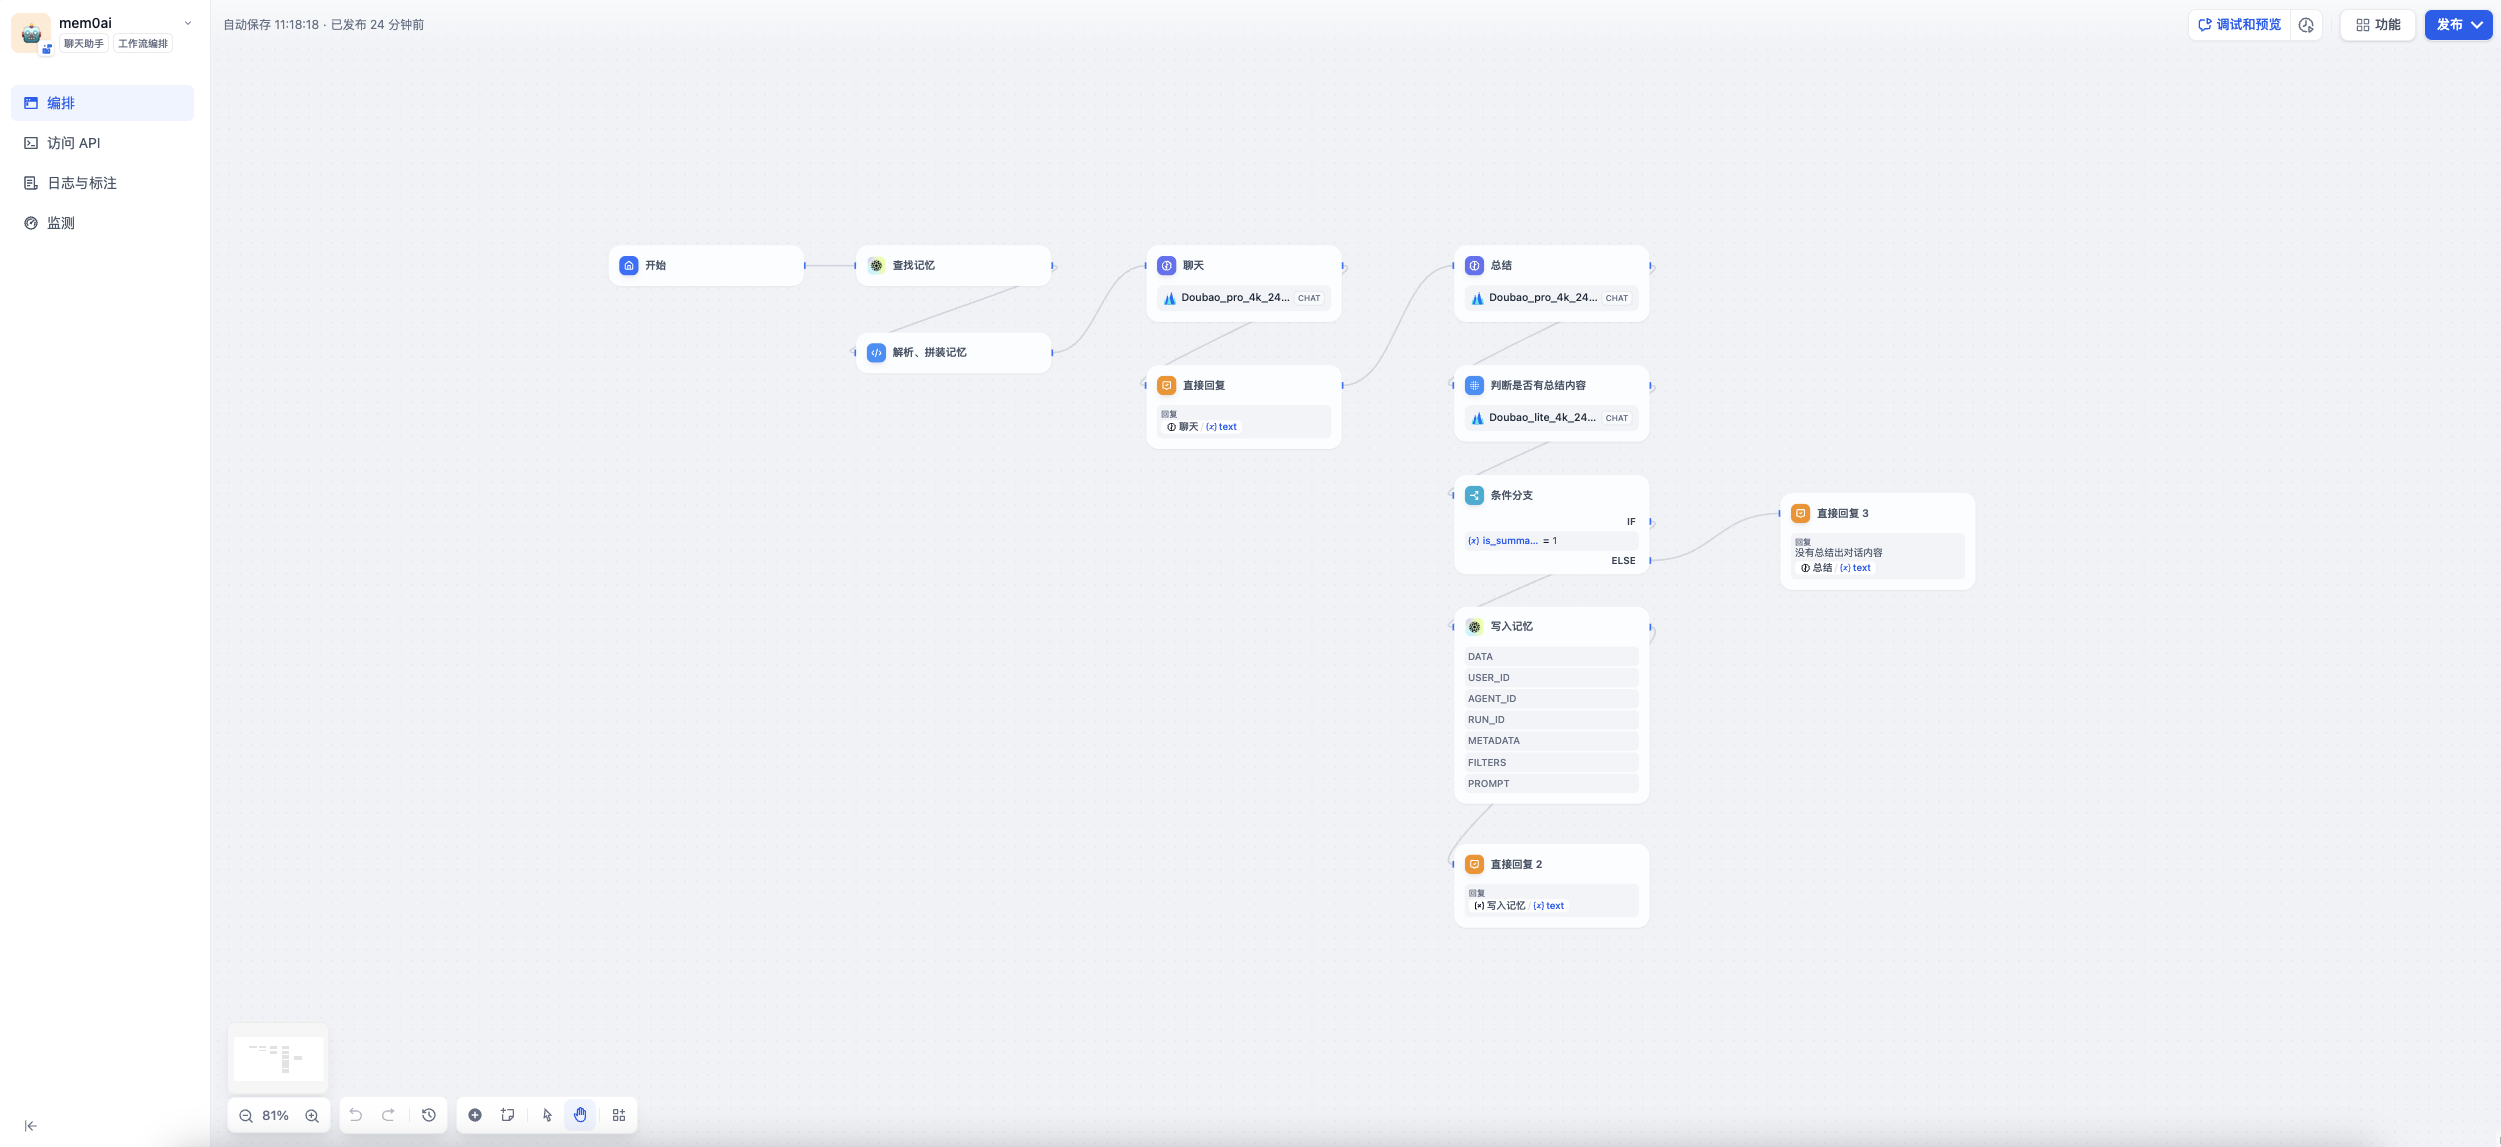 mem0ai
聊天助手
工作流编排
编排
访问 API
日志与标注
监测
自动保存 11:18:18 · 已发布 24 分钟前
调试和预览
功能
发布
开始
查找记忆
解析、拼装记忆
聊天
Doubao_pro_4k_24...
CHAT
直接回复
回复
聊天 / {x} text
总结
Doubao_pro_4k_24...
CHAT
判断是否有总结内容
Doubao_lite_4k_24...
CHAT
条件分支
IF
{x} is_summa... = 1
ELSE
直接回复 3
回复
没有总结出对话内容
总结 / {x} text
写入记忆
DATA
USER_ID
AGENT_ID
RUN_ID
METADATA
FILTERS
PROMPT
直接回复 2
回复
{x} 写入记忆 / {x} text
81%